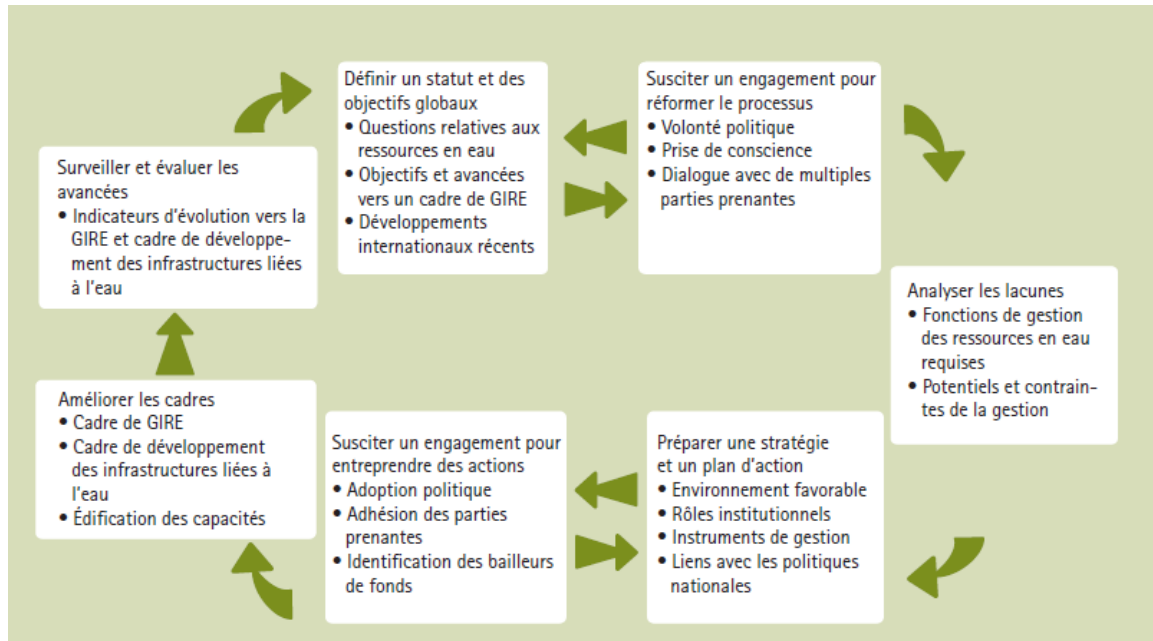 Définir un statut et des
objectifs globaux
• Questions relatives aux
ressources en eau
• Objectifs et avancées
vers un cadre de GIRE
• Développements
internationaux récents
Susciter un engagement pour
réformer le processus
• Volonté politique
• Prise de conscience
• Dialogue avec de multiples
parties prenantes
Surveiller et évaluer les
avancées
• Indicateurs d'évolution vers la
GIRE et cadre de développe-
ment des infrastructures liées
à l'eau
Analyser les lacunes
• Fonctions de gestion
des ressources en eau
requises
• Potentiels et contrain-
tes de la gestion
Améliorer les cadres
• Cadre de GIRE
• Cadre de développement
des infrastructures liées à
l'eau
• Édification des capacités
Susciter un engagement pour
entreprendre des actions
• Adoption politique
• Adhésion des parties
prenantes
• Identification des bailleurs
de fonds
Préparer une stratégie
et un plan d'action
• Environnement favorable
• Rôles institutionnels
• Instruments de gestion
• Liens avec les politiques
nationales